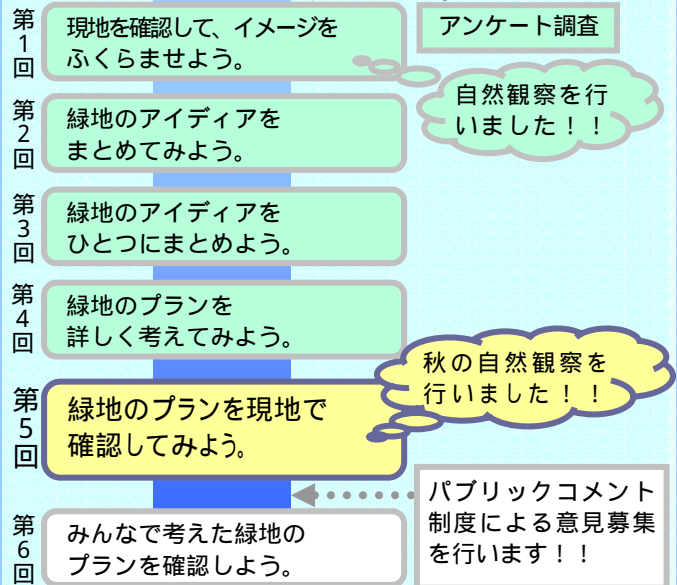 第1回
現地を確認して、イメージを
ふくらませよう。
アンケート調査
自然観察を行
いました！！
第2回
緑地のアイディアを
まとめてみよう。
第3回
緑地のアイディアを
ひとつにまとめよう。
第4回
緑地のプランを
詳しく考えてみよう。
秋の自然観察を
行いました！！
第5回
緑地のプランを現地で
確認してみよう。
パブリックコメント
制度による意見募集
を行います！！
第6回
みんなで考えた緑地の
プランを確認しよう。